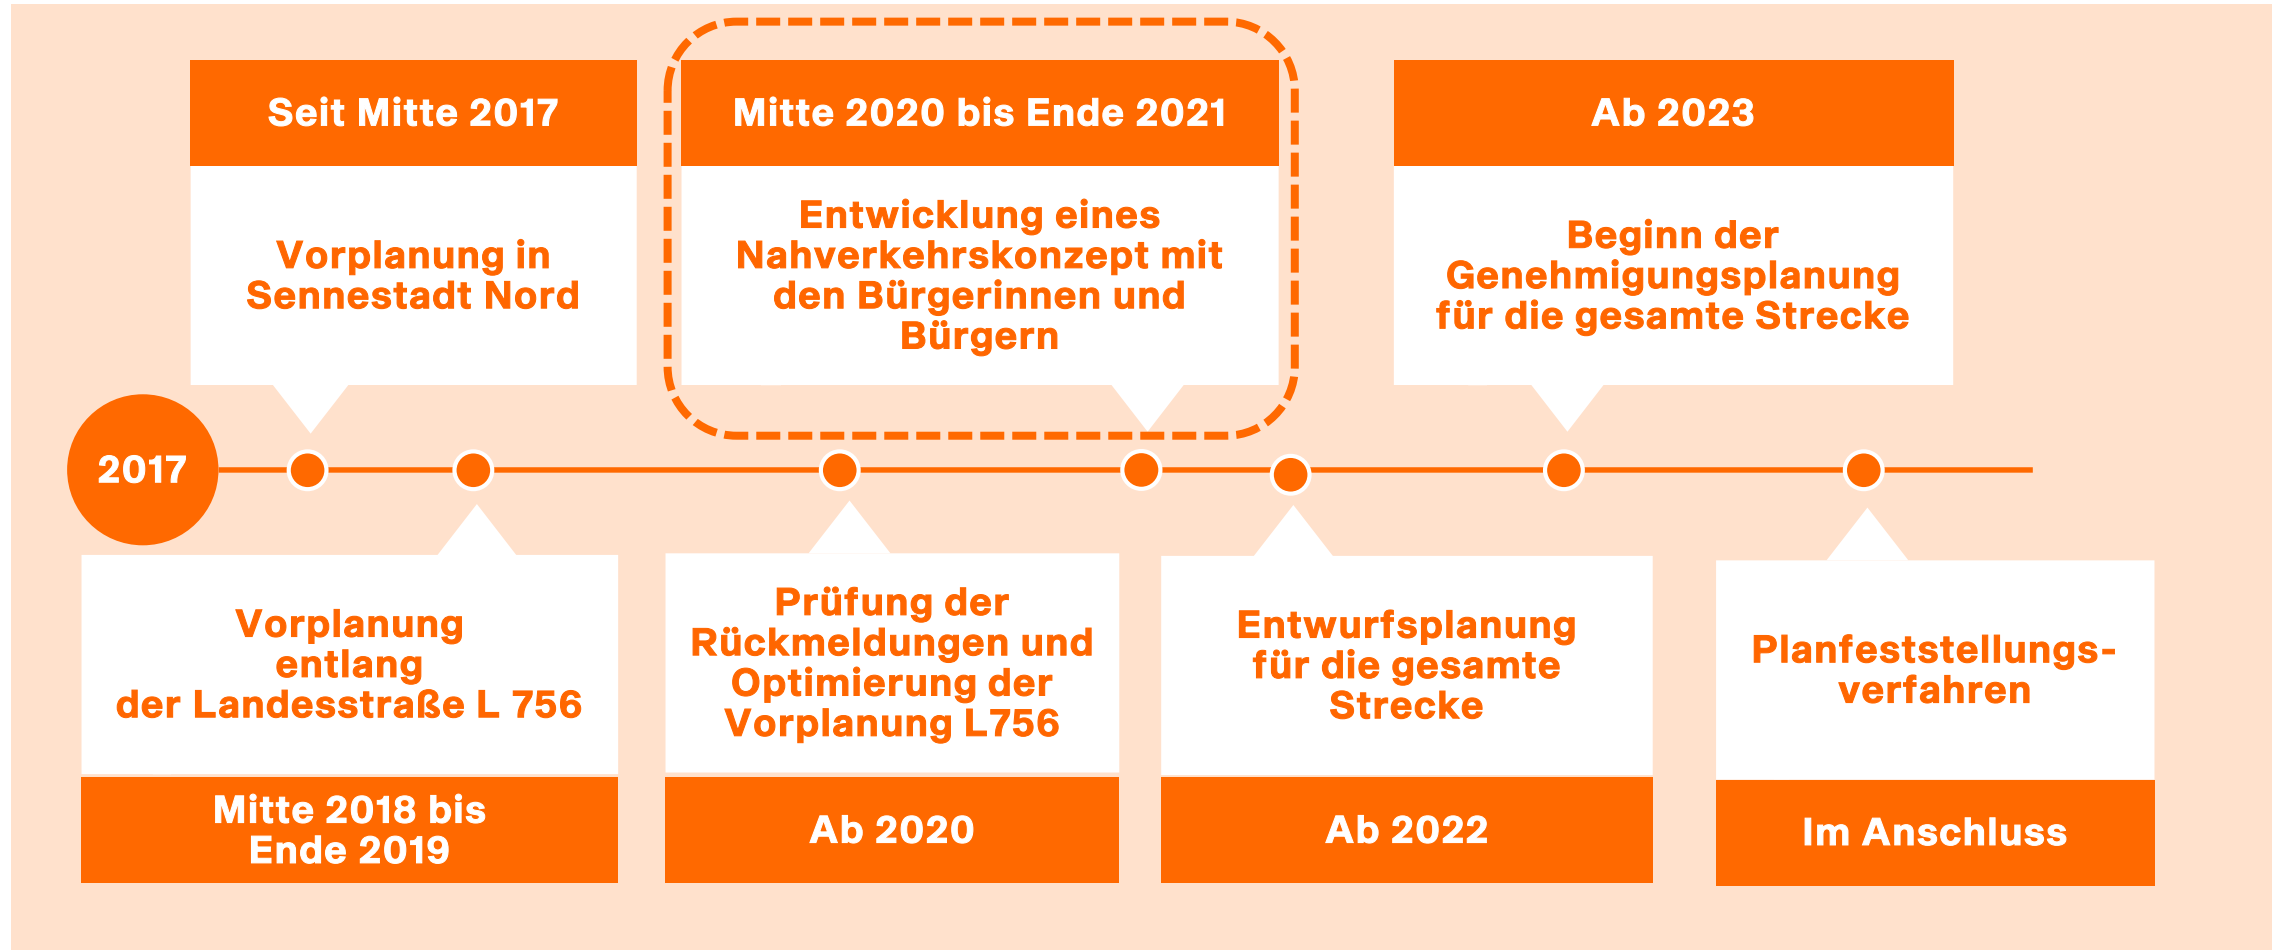 Seit Mitte 2017
Vorplanung in
Sennestadt Nord
Mitte 2020 bis Ende 2021
Entwicklung eines
Nahverkehrskonzept mit
den Bürgerinnen und
Bürgern
Ab 2023
Beginn der
Genehmigungsplanung
für die gesamte Strecke
2017
Vorplanung
entlang
der Landesstraße L 756
Mitte 2018 bis
Ende 2019
Prüfung der
Rückmeldungen und
Optimierung der
Vorplanung L756
Ab 2020
Entwurfsplanung
für die gesamte
Strecke
Ab 2022
Planfeststellungs-
verfahren
Im Anschluss